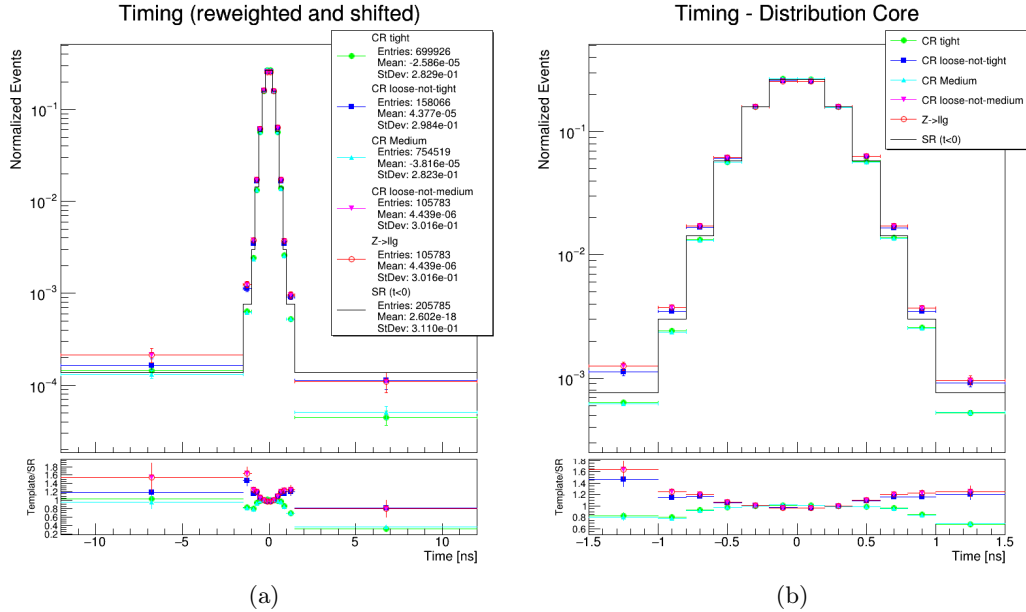 Timing (reweighted and shifted)
Normalized Events
10⁻¹
10⁻²
10⁻³
10⁻⁴
CR tight
Entries: 699926
Mean: -2.586e-05
StdDev: 2.829e-01
CR loose-not-tight
Entries: 158066
Mean: 4.377e-05
StdDev: 2.984e-01
CR Medium
Entries: 754519
Mean: -3.816e-05
StdDev: 2.823e-01
CR loose-not-medium
Entries: 105783
Mean: 4.439e-06
StdDev: 3.016e-01
Z->llg
Entries: 105783
Mean: 4.439e-06
StdDev: 3.016e-01
SR (t<0)
Entries: 205785
Mean: 2.602e-18
StdDev: 3.110e-01
Template/SR
1.8
1.6
1.4
1.2
1
0.8
0.6
0.4
0.2
−10 −5 0 5 10
Time [ns]
(a)
Timing - Distribution Core
Normalized Events
10⁻¹
10⁻²
10⁻³
CR tight
CR loose-not-tight
CR Medium
CR loose-not-medium
Z->llg
SR (t<0)
Template/SR
1.8
1.6
1.4
1.2
1
0.8
0.6
−1.5 −1 −0.5 0 0.5 1 1.5
Time [ns]
(b)